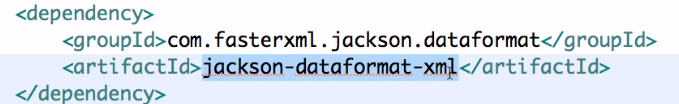 <dependency>
<groupId>com.fasterxml.jackson.dataformat</groupId>
<artifactId>jackson-dataformat-xml</artifactId>
</dependency>